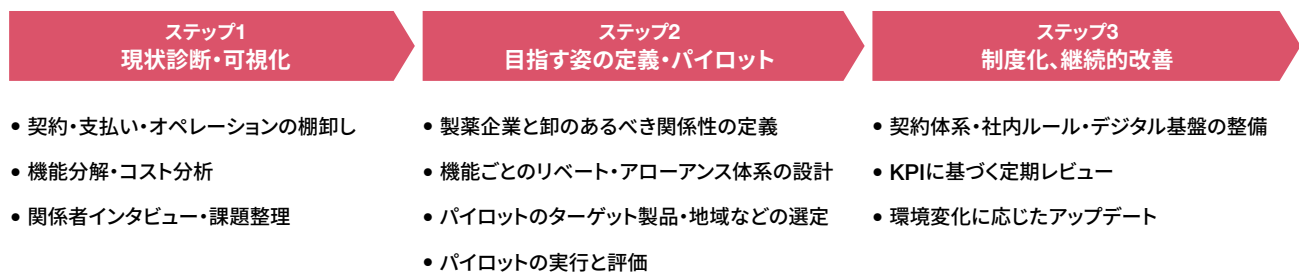 ステップ1
現状診断・可視化
• 契約・支払い・オペレーションの棚卸し
• 機能分解・コスト分析
• 関係者インタビュー・課題整理
ステップ2
目指す姿の定義・パイロット
• 製薬企業と卸のあるべき関係性の定義
• 機能ごとのリベート・アローアンス体系の設計
• パイロットのターゲット製品・地域などの選定
• パイロットの実行と評価
ステップ3
制度化、継続的改善
• 契約体系・社内ルール・デジタル基盤の整備
• KPIに基づく定期レビュー
• 環境変化に応じたアップデート